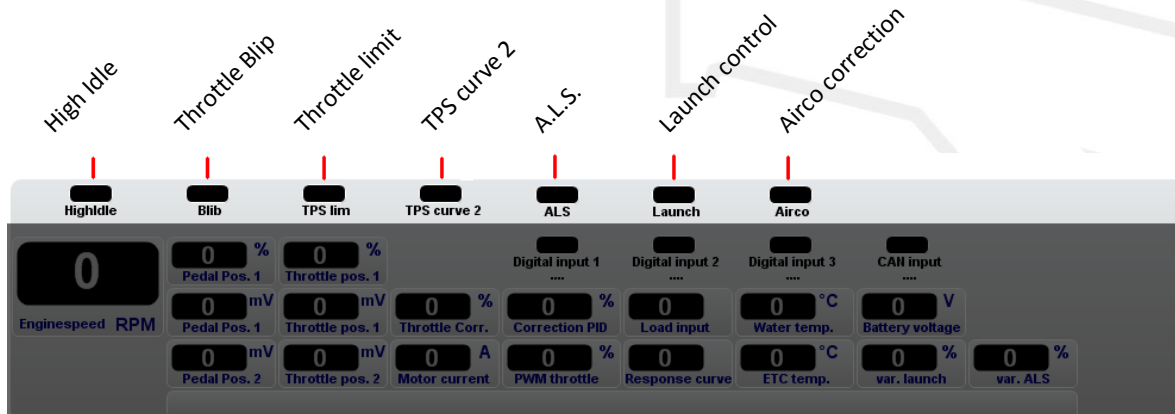 High Idle
Throttle Blip
Throttle limit
TPS curve 2
A.L.S.
Launch control
Airco correction
HighIdle
Blib
TPS lim
TPS curve 2
ALS
Launch
Airco
0
Enginespeed RPM
0 %
Pedal Pos. 1
0 %
Throttle pos. 1
Digital input 1
....
Digital input 2
....
Digital input 3
....
CAN input
....
0 mV
Pedal Pos. 1
0 mV
Throttle pos. 1
0 %
Throttle Corr.
0 %
Correction PID
0
Load input
0 °C
Water temp.
0 V
Battery voltage
0 mV
Pedal Pos. 2
0 mV
Throttle pos. 2
0 A
Motor current
0 %
PWM throttle
0
Response curve
0 °C
ETC temp.
0 %
var. launch
0 %
var. ALS